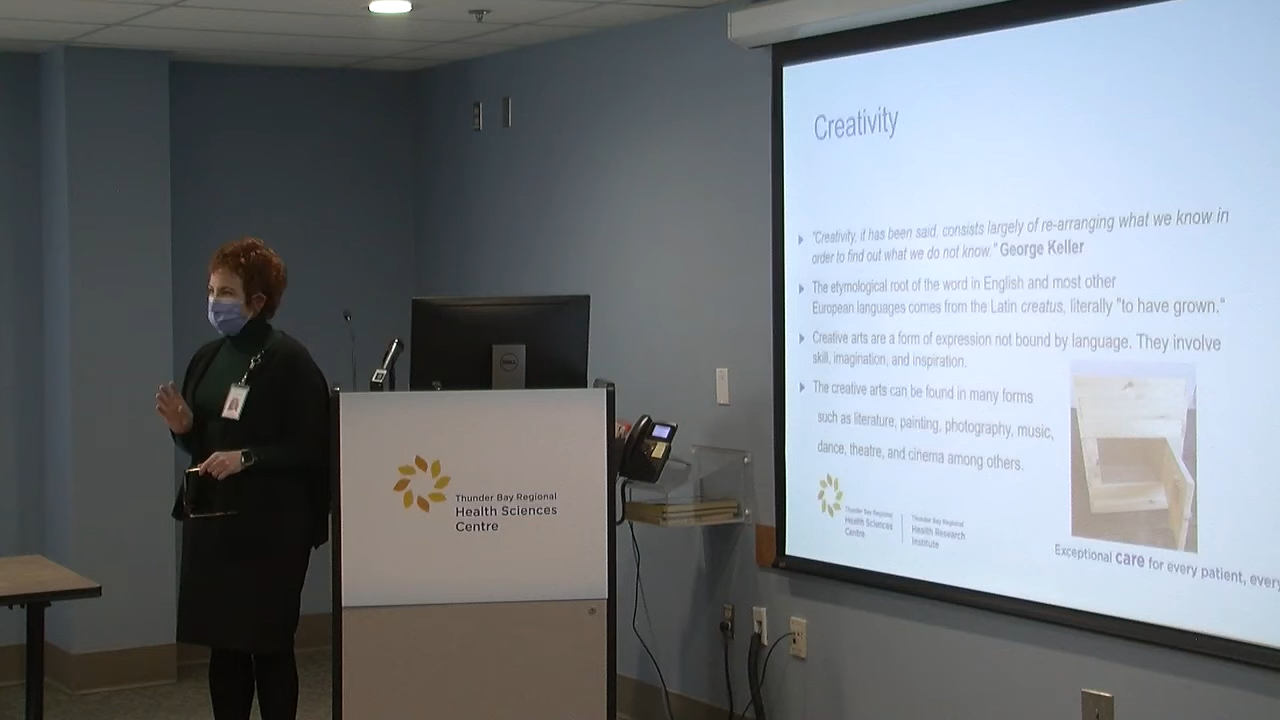 Creativity
"Creativity, it has been said, consists largely of re-arranging what we know in
order to find out what we do not know." George Keller
The etymological root of the word in English and most other
European languages comes from the Latin creatus, literally "to have grown."
Creative arts are a form of expression not bound by language. They involve
skill, imagination, and inspiration.
The creative arts can be found in many forms
such as literature, painting, photography, music,
dance, theatre, and cinema among others.
Thunder Bay Regional
Health Sciences
Centre
Thunder Bay Regional
Health Research
Institute
Exceptional care for every patient, every
DELL
Thunder Bay Regional
Health Sciences
Centre